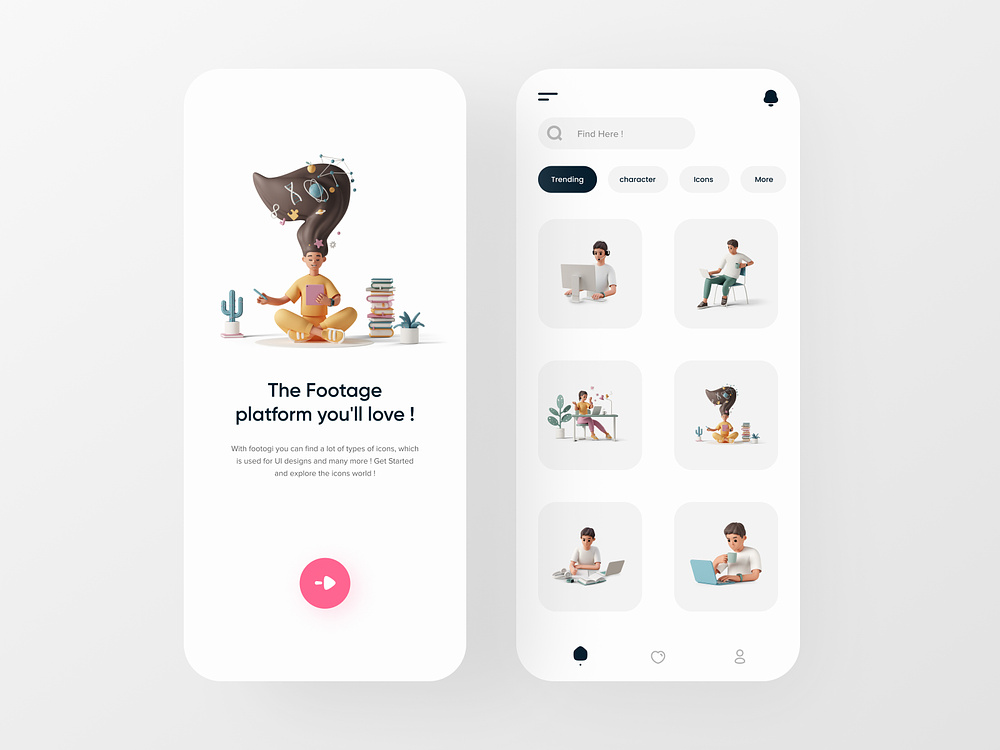 The Footage
platform you'll love !
With footogi you can find a lot of types of icons, which
is used for UI designs and many more ! Get Started
and explore the icons world !
Find Here !
Trending
character
Icons
More